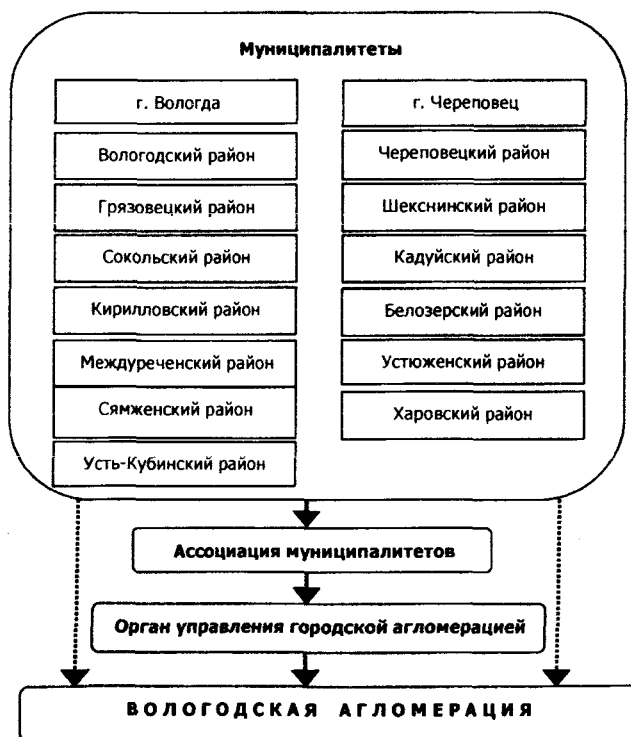 Муниципалитеты
г. Вологда
Вологодский район
Грязовецкий район
Сокольский район
Кирилловский район
Междуреченский район
Сямженский район
Усть-Кубинский район
г. Череповец
Череповецкий район
Шекснинский район
Кадуйский район
Белозерский район
Устюженский район
Харовский район
Ассоциация муниципалитетов
Орган управления городской агломерацией
ВОЛОГОДСКАЯ АГЛОМЕРАЦИЯ